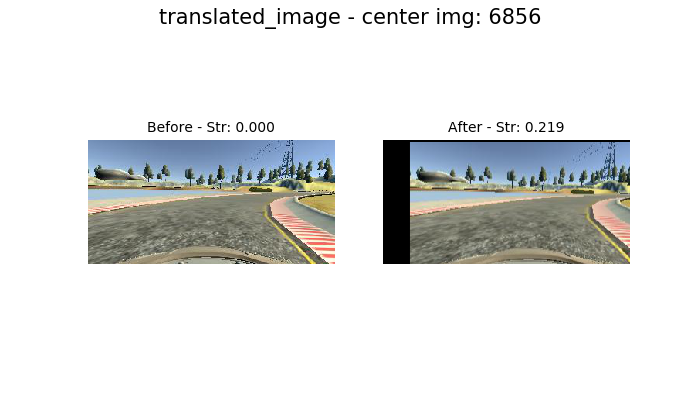 translated_image - center img: 6856
Before - Str: 0.000
After - Str: 0.219